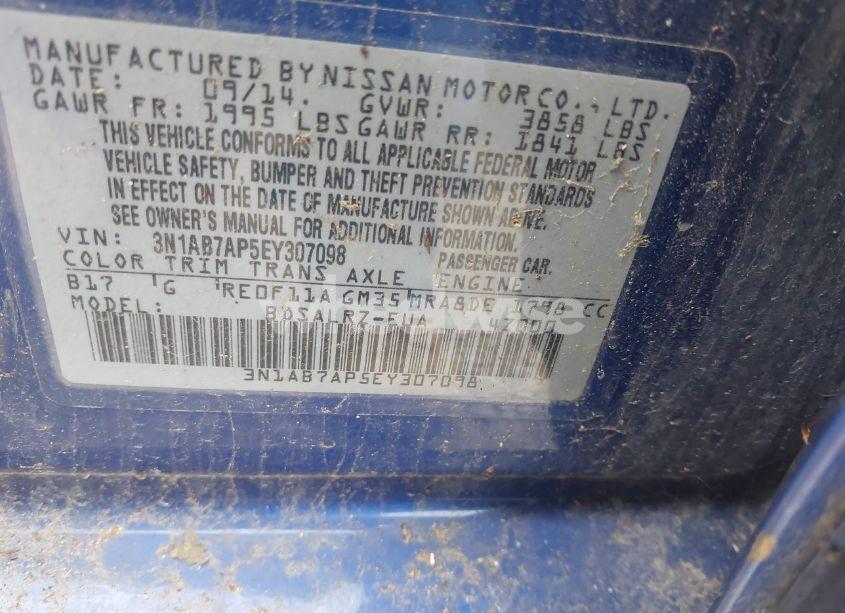 MANUFACTURED BY NISSAN MOTOR CO., LTD.
DATE: 09/14. GVWR: 3858 LBS
GAWR FR: 1995 LBS GAWR RR: 1841 LBS
THIS VEHICLE CONFORMS TO ALL APPLICABLE FEDERAL MOTOR
VEHICLE SAFETY, BUMPER AND THEFT PREVENTION STANDARDS
IN EFFECT ON THE DATE OF MANUFACTURE SHOWN ABOVE.
SEE OWNER'S MANUAL FOR ADDITIONAL INFORMATION.
VIN: 3N1AB7AP5EY307098 PASSENGER CAR.
COLOR TRIM TRANS AXLE ENGINE
B17 G RE0F11A GM35 MRA8DE 1798 CC
MODEL:
3N1AB7AP5EY307098